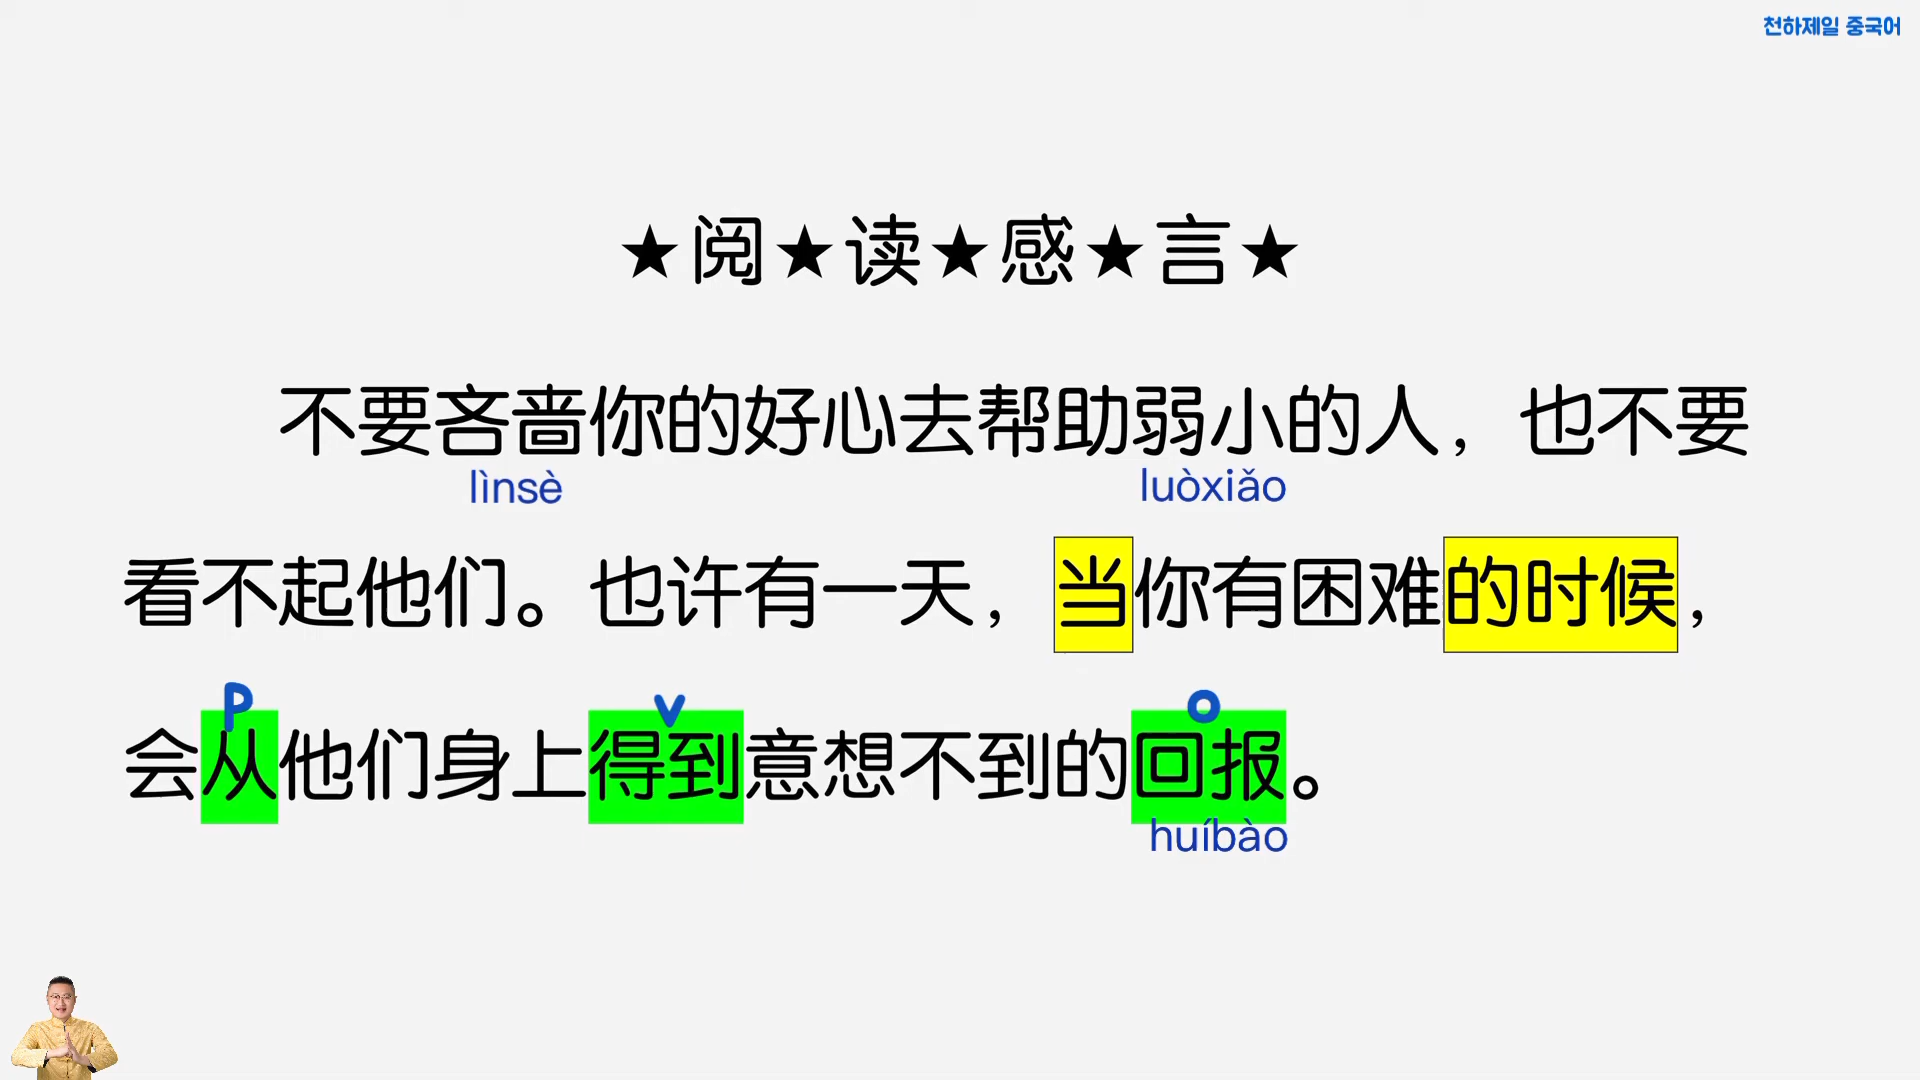 천하제일 중국어
★阅★读★感★言★
不要吝啬你的好心去帮助弱小的人，也不要
lìnsè luòxiǎo
看不起他们。也许有一天，当你有困难的时候，
P V O
会从他们身上得到意想不到的回报。
huíbào